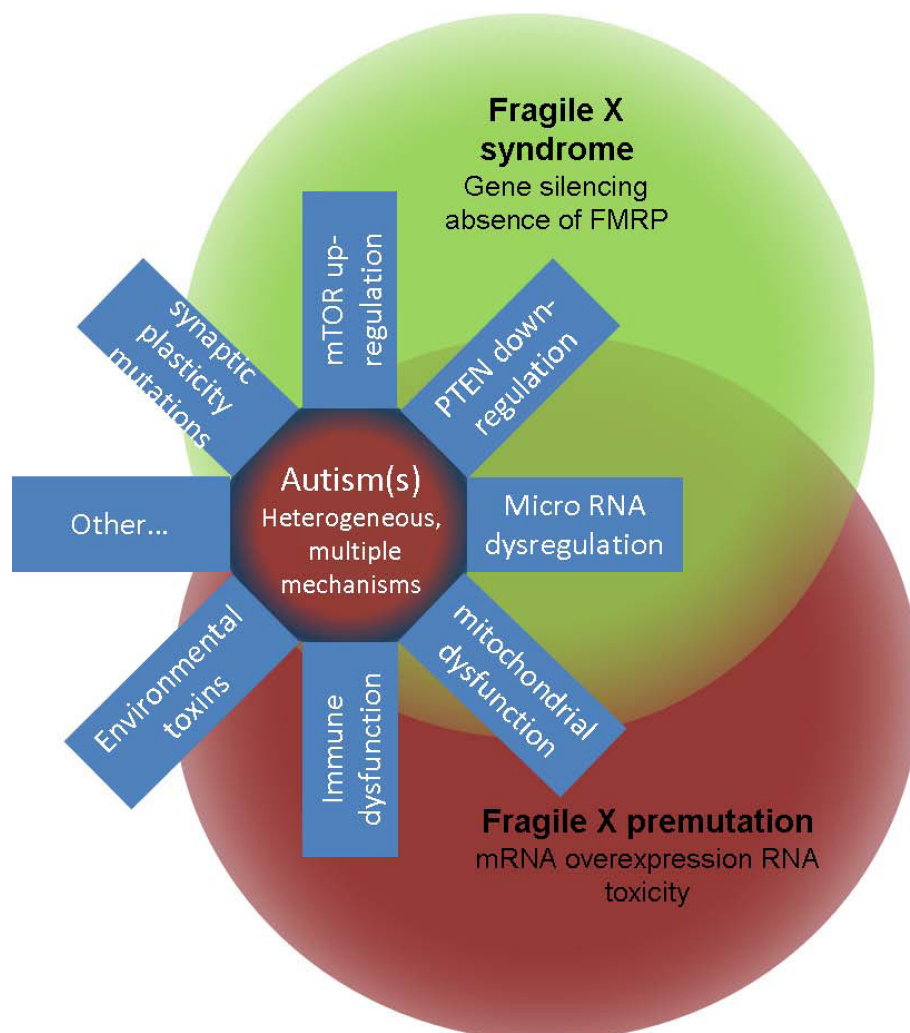 Fragile X
syndrome
Gene silencing
absence of FMRP
mTOR up-
regulation
synaptic
plasticity
mutations
PTEN down-
regulation
Autism(s)
Heterogeneous,
multiple
mechanisms
Other...
Micro RNA
dysregulation
Environmental
toxins
Immune
dysfunction
mitochondrial
dysfunction
Fragile X premutation
mRNA overexpression RNA
toxicity